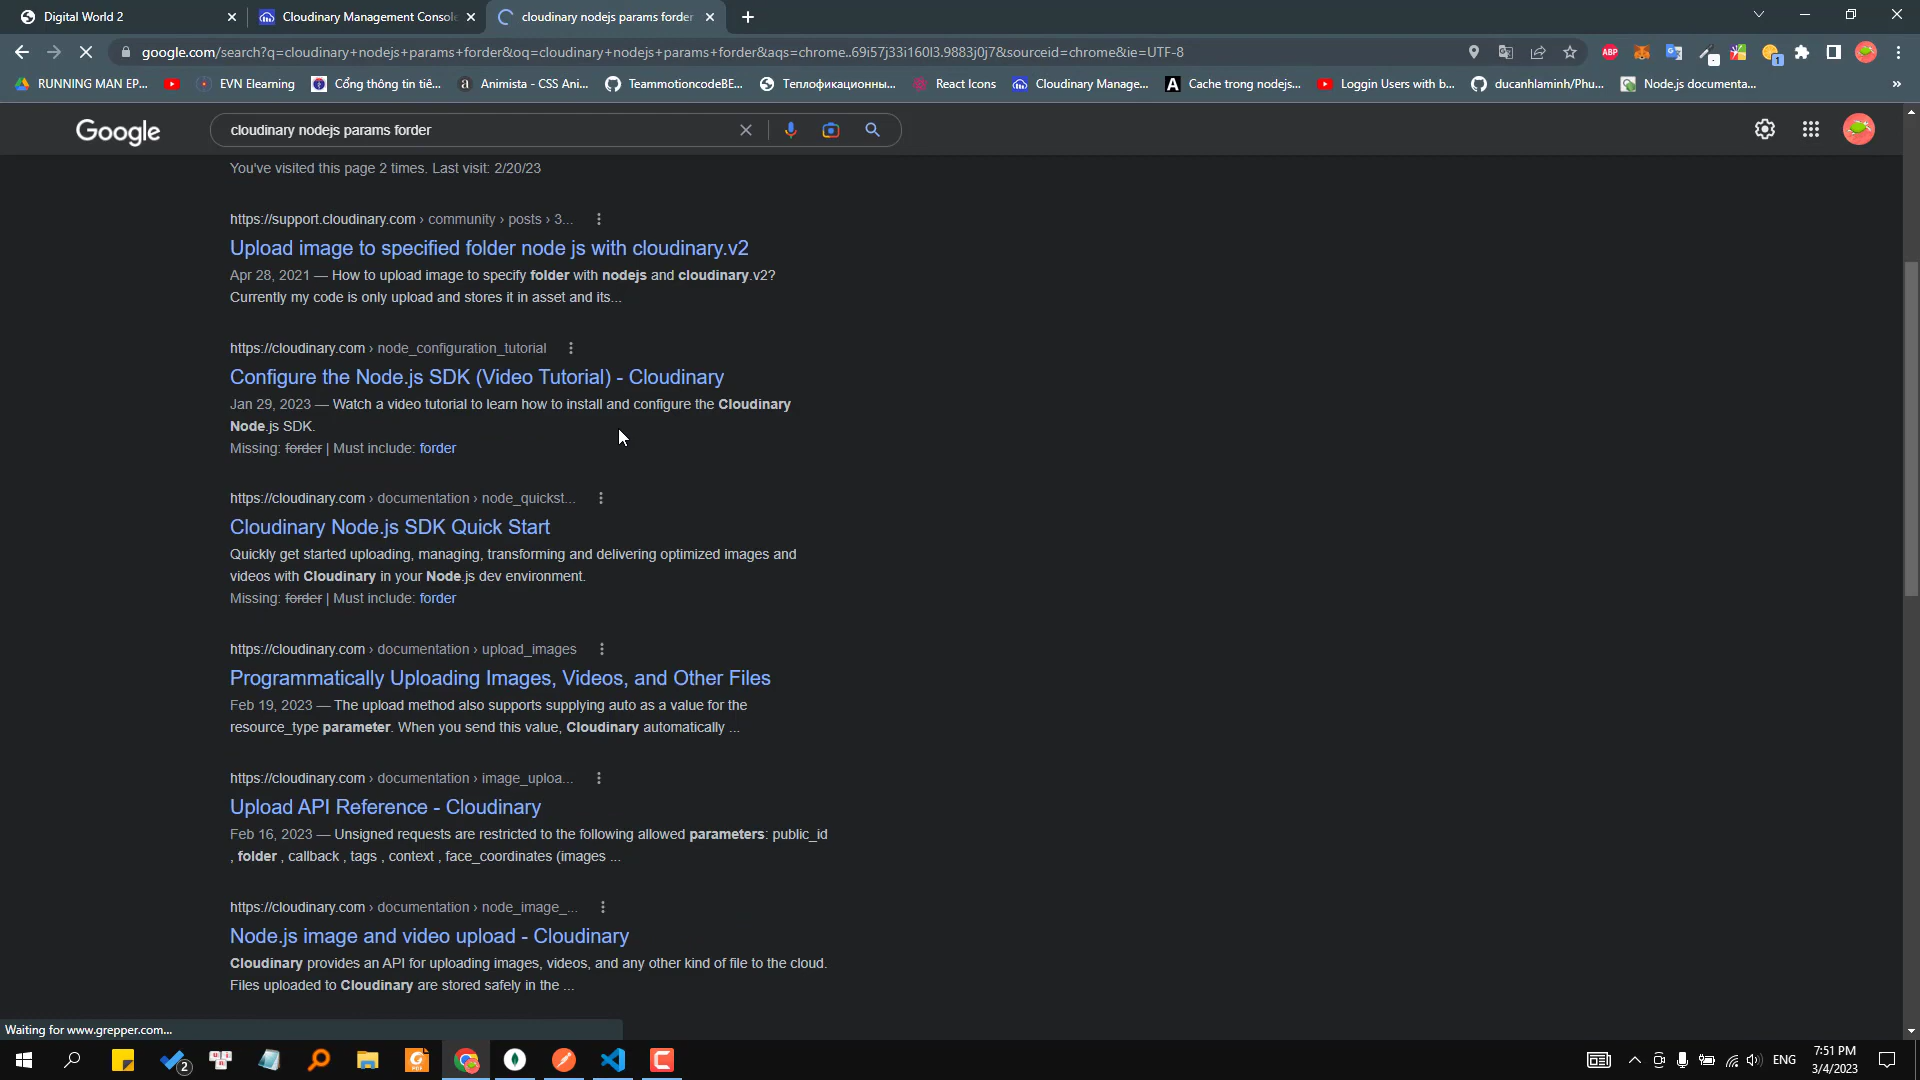 Digital World 2
Cloudinary Management Console
cloudinary nodejs params forder
google.com/search?q=cloudinary+nodejs+params+forder&oq=cloudinary+nodejs+params+forder&aqs=chrome..69i57j33i160l3.9883j0j7&sourceid=chrome&ie=UTF-8
ABP
1
RUNNING MAN EP...
EVN Elearning
Cổng thông tin tiê...
Animista - CSS Ani...
TeammotioncodeBE...
Теплофикационны...
React Icons
Cloudinary Manage...
Cache trong nodejs...
Loggin Users with b...
ducanhlaminh/Phu...
Node.js documenta...
»
Google
cloudinary nodejs params forder
You've visited this page 2 times. Last visit: 2/20/23
https://support.cloudinary.com › community › posts › 3...
Upload image to specified folder node js with cloudinary.v2
Apr 28, 2021 — How to upload image to specify folder with nodejs and cloudinary.v2?
Currently my code is only upload and stores it in asset and its...
https://cloudinary.com › node_configuration_tutorial
Configure the Node.js SDK (Video Tutorial) - Cloudinary
Jan 29, 2023 — Watch a video tutorial to learn how to install and configure the Cloudinary
Node.js SDK.
Missing: forder | Must include: forder
https://cloudinary.com › documentation › node_quickst...
Cloudinary Node.js SDK Quick Start
Quickly get started uploading, managing, transforming and delivering optimized images and
videos with Cloudinary in your Node.js dev environment.
Missing: forder | Must include: forder
https://cloudinary.com › documentation › upload_images
Programmatically Uploading Images, Videos, and Other Files
Feb 19, 2023 — The upload method also supports supplying auto as a value for the
resource_type parameter. When you send this value, Cloudinary automatically ...
https://cloudinary.com › documentation › image_uploa...
Upload API Reference - Cloudinary
Feb 16, 2023 — Unsigned requests are restricted to the following allowed parameters: public_id
, folder , callback , tags , context , face_coordinates (images ...
https://cloudinary.com › documentation › node_image_...
Node.js image and video upload - Cloudinary
Cloudinary provides an API for uploading images, videos, and any other kind of file to the cloud.
Files uploaded to Cloudinary are stored safely in the ...
Waiting for www.grepper.com...
2
ENG
7:51 PM
3/4/2023